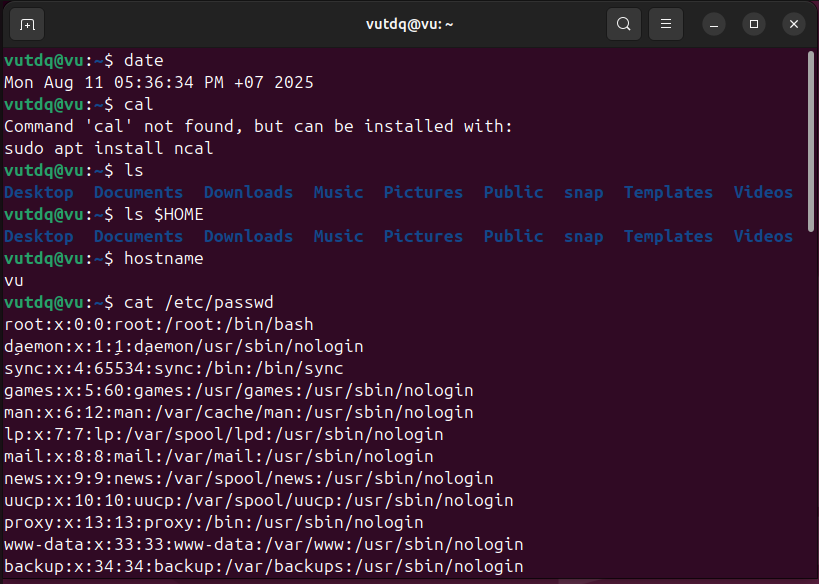 vutdq@vu: ~
vutdq@vu:~$ date
Mon Aug 11 05:36:34 PM +07 2025
vutdq@vu:~$ cal
Command 'cal' not found, but can be installed with:
sudo apt install ncal
vutdq@vu:~$ ls
Desktop  Documents  Downloads  Music  Pictures  Public  snap  Templates  Videos
vutdq@vu:~$ ls $HOME
Desktop  Documents  Downloads  Music  Pictures  Public  snap  Templates  Videos
vutdq@vu:~$ hostname
vu
vutdq@vu:~$ cat /etc/passwd
root:x:0:0:root:/root:/bin/bash
daemon:x:1:1:daemon/usr/sbin/nologin
sync:x:4:65534:sync:/bin:/bin/sync
games:x:5:60:games:/usr/games:/usr/sbin/nologin
man:x:6:12:man:/var/cache/man:/usr/sbin/nologin
lp:x:7:7:lp:/var/spool/lpd:/usr/sbin/nologin
mail:x:8:8:mail:/var/mail:/usr/sbin/nologin
news:x:9:9:news:/var/spool/news:/usr/sbin/nologin
uucp:x:10:10:uucp:/var/spool/uucp:/usr/sbin/nologin
proxy:x:13:13:proxy:/bin:/usr/sbin/nologin
www-data:x:33:33:www-data:/var/www:/usr/sbin/nologin
backup:x:34:34:backup:/var/backups:/usr/sbin/nologin